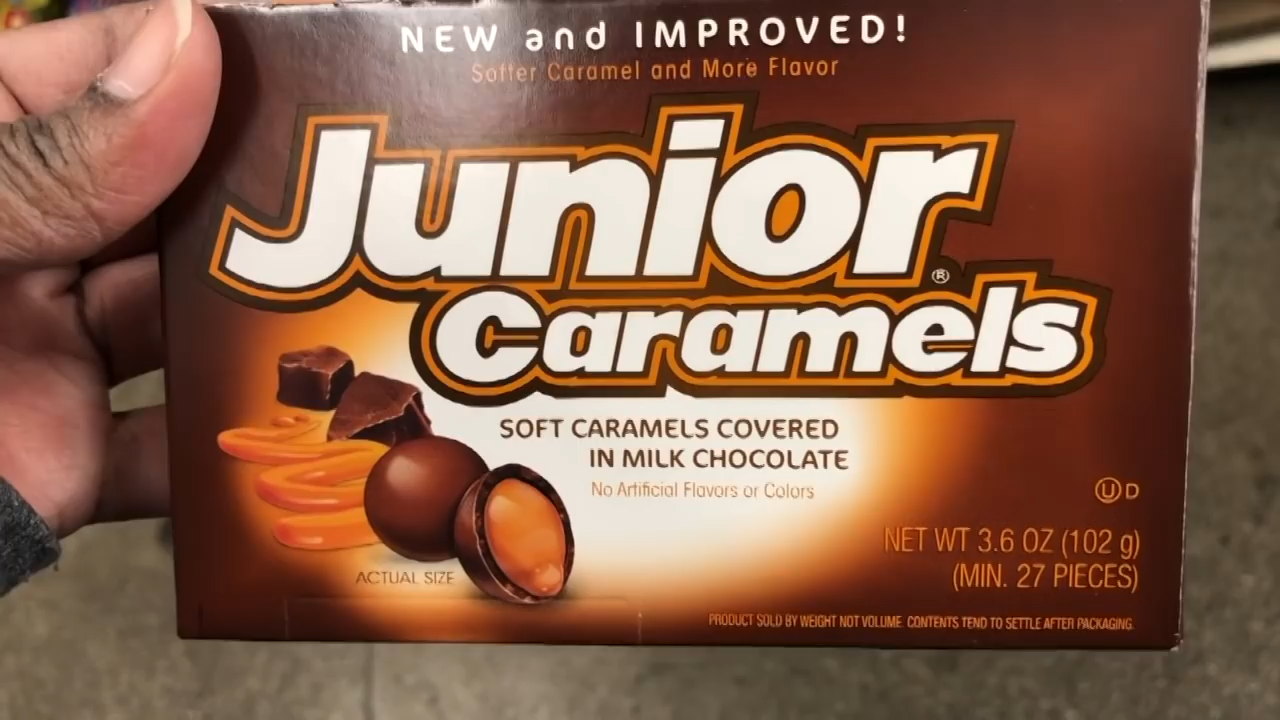 NEW and IMPROVED!
Softer Caramel and More Flavor
Junior
®
Caramels
SOFT CARAMELS COVERED
IN MILK CHOCOLATE
No Artificial Flavors or Colors
U D
NET WT 3.6 OZ (102 g)
(MIN. 27 PIECES)
ACTUAL SIZE
PRODUCT SOLD BY WEIGHT NOT VOLUME. CONTENTS TEND TO SETTLE AFTER PACKAGING.